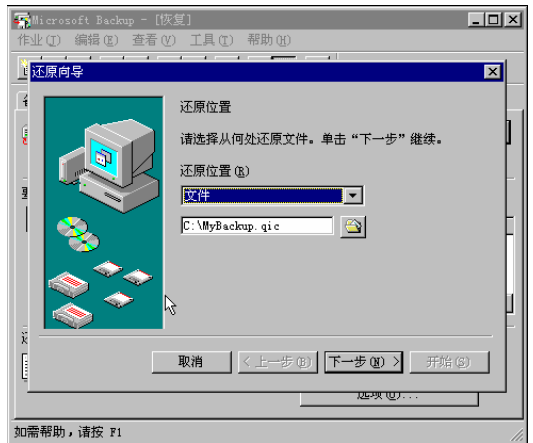 Microsoft Backup - [恢复]
作业(J) 编辑(E) 查看(V) 工具(T) 帮助(H)
还原向导
还原位置
请选择从何处还原文件。单击“下一步”继续。
还原位置(R)
文件
C:\MyBackup.qic
取消 < 上一步(B) 下一步(N) > 开始(S)
选项(O)...
如需帮助，请按 F1